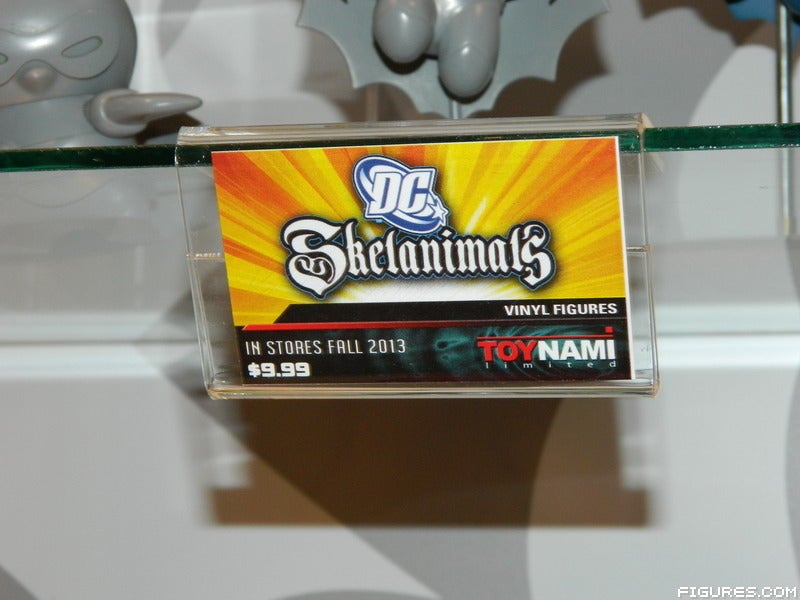 DC
Skelanimals
VINYL FIGURES
IN STORES FALL 2013
$9.99
TOYNAMI
limited
FIGURES.COM